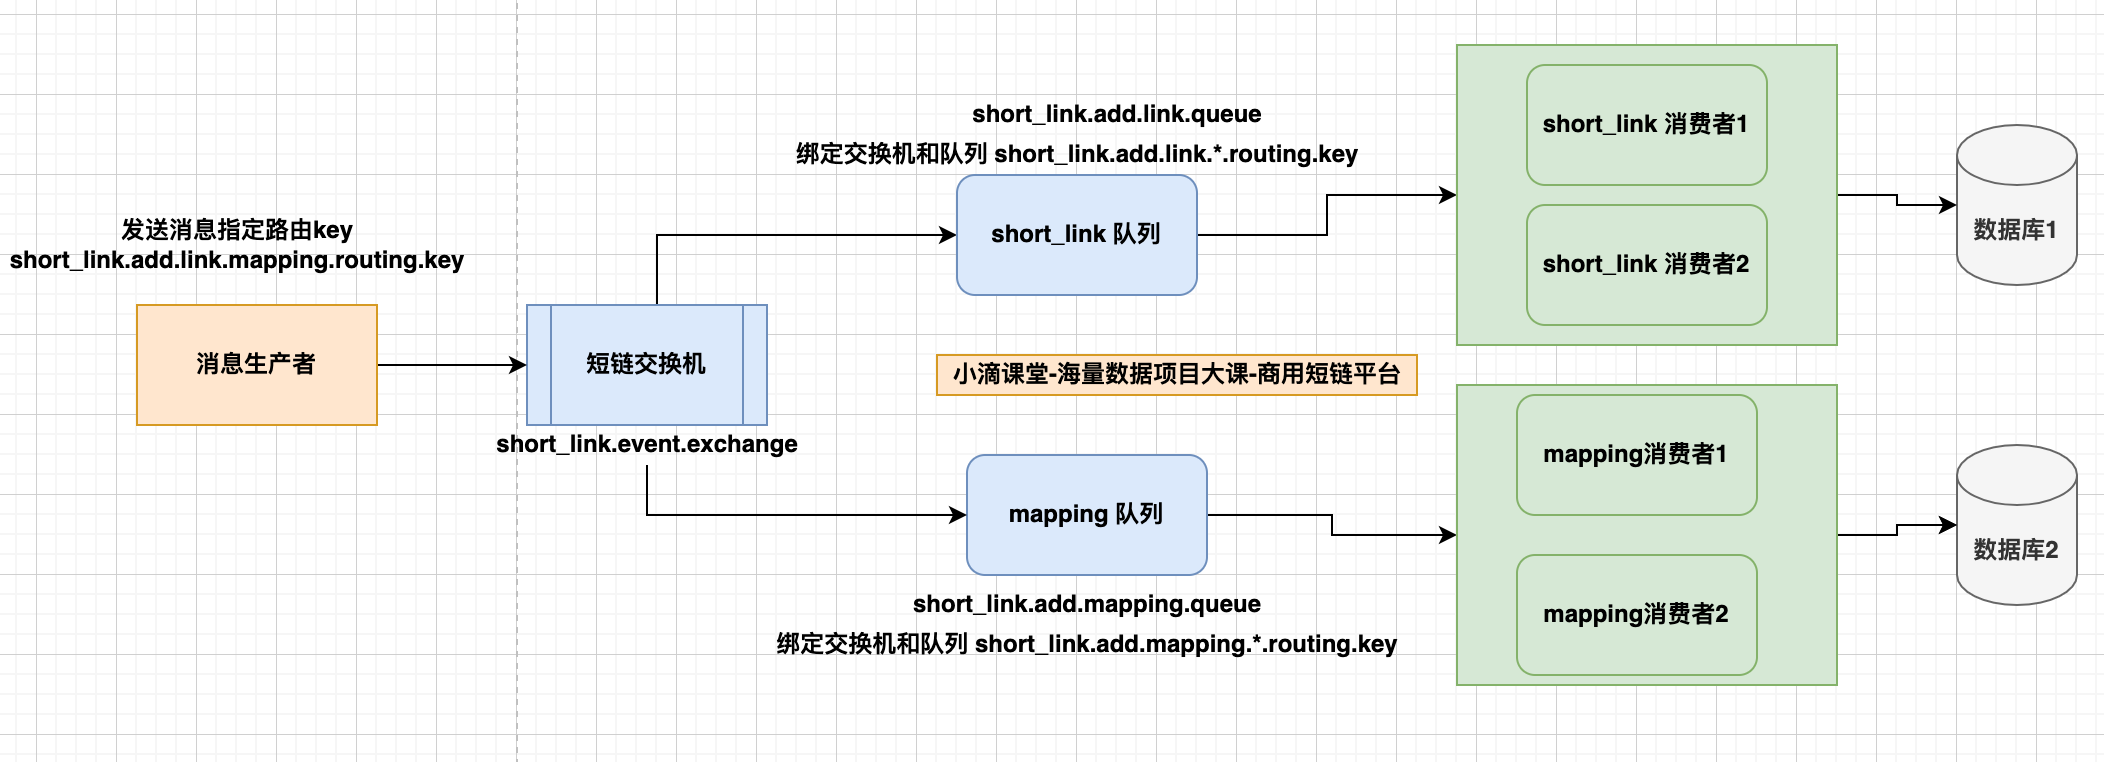 发送消息指定路由key
short_link.add.link.mapping.routing.key
消息生产者
短链交换机
short_link.event.exchange
short_link.add.link.queue
绑定交换机和队列 short_link.add.link.*.routing.key
short_link 队列
小滴课堂-海量数据项目大课-商用短链平台
mapping 队列
short_link.add.mapping.queue
绑定交换机和队列 short_link.add.mapping.*.routing.key
short_link 消费者1
short_link 消费者2
数据库1
mapping消费者1
mapping消费者2
数据库2